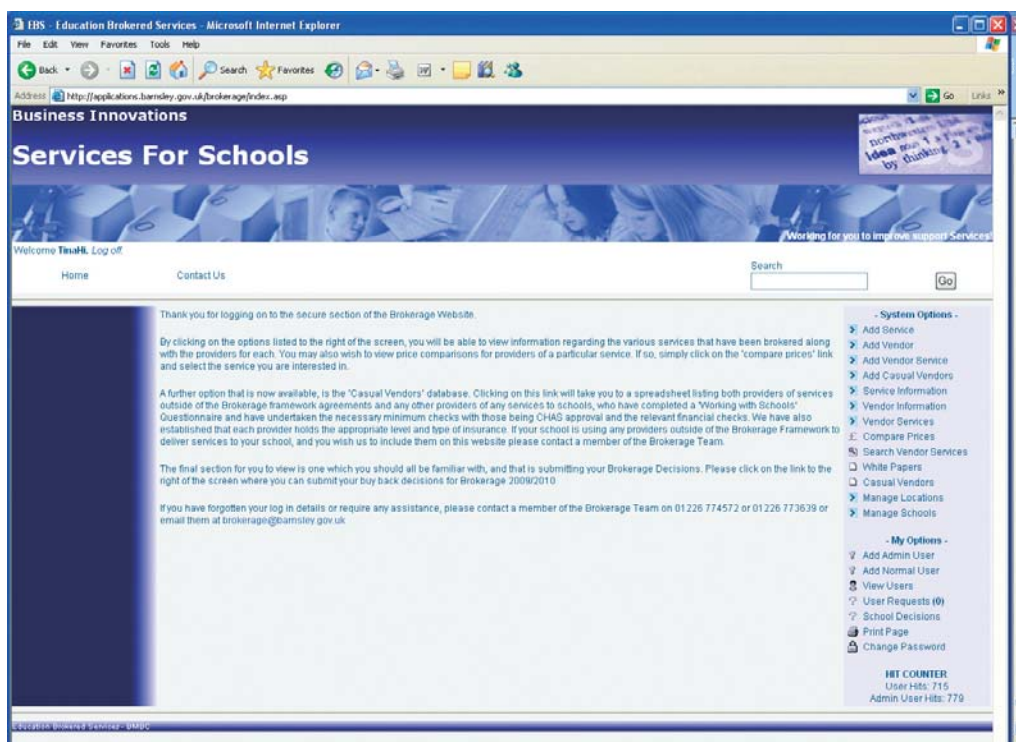 EBS - Education Brokered Services - Microsoft Internet Explorer
File Edit View Favorites Tools Help
Back Search Favorites
Address http://applications.barnsley.gov.uk/brokerage/index.asp Go Links »
Business Innovations
Services For Schools
northwestern
idea
by thinking
Working for you to improve support Services!
Welcome TinaHi. Log off.
Home Contact Us Search Go
Thank you for logging on to the secure section of the Brokerage Website.
By clicking on the options listed to the right of the screen, you will be able to view information regarding the various services that have been brokered along
with the providers for each. You may also wish to view price comparisons for providers of a particular service. If so, simply click on the 'compare prices' link
and select the service you are interested in.
A further option that is now available, is the 'Casual Vendors' database. Clicking on this link will take you to a spreadsheet listing both providers of services
outside of the Brokerage framework agreements and any other providers of any services to schools, who have completed a 'Working with Schools'
Questionnaire and have undertaken the necessary minimum checks with those being CHAS approval and the relevant financial checks. We have also
established that each provider holds the appropriate level and type of insurance. If your school is using any providers outside of the Brokerage Framework to
deliver services to your school, and you wish us to include them on this website please contact a member of the Brokerage Team.
The final section for you to view is one which you should all be familiar with, and that is submitting your Brokerage Decisions. Please click on the link to the
right of the screen where you can submit your buy back decisions for Brokerage 2009/2010
If you have forgotten your log in details or require any assistance, please contact a member of the Brokerage Team on 01226 774572 or 01226 773639 or
email them at brokerage@barnsley.gov.uk
- System Options -
Add Service
Add Vendor
Add Vendor Service
Add Casual Vendors
Service Information
Vendor Information
Vendor Services
£ Compare Prices
Search Vendor Services
White Papers
Casual Vendors
Manage Locations
Manage Schools
- My Options -
Add Admin User
Add Normal User
View Users
User Requests (0)
School Decisions
Print Page
Change Password
HIT COUNTER
User Hits: 715
Admin User Hits: 779
Education Brokered Services - DMBC